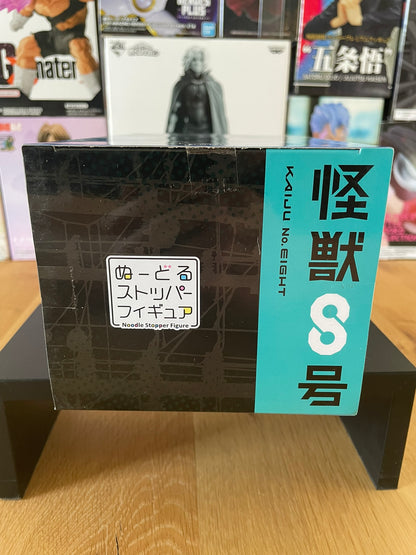 nater
五条悟
怪獣8号
KAIJU No. EIGHT
ぬーどる
ストッパー
フィギュア
Noodle Stopper Figure